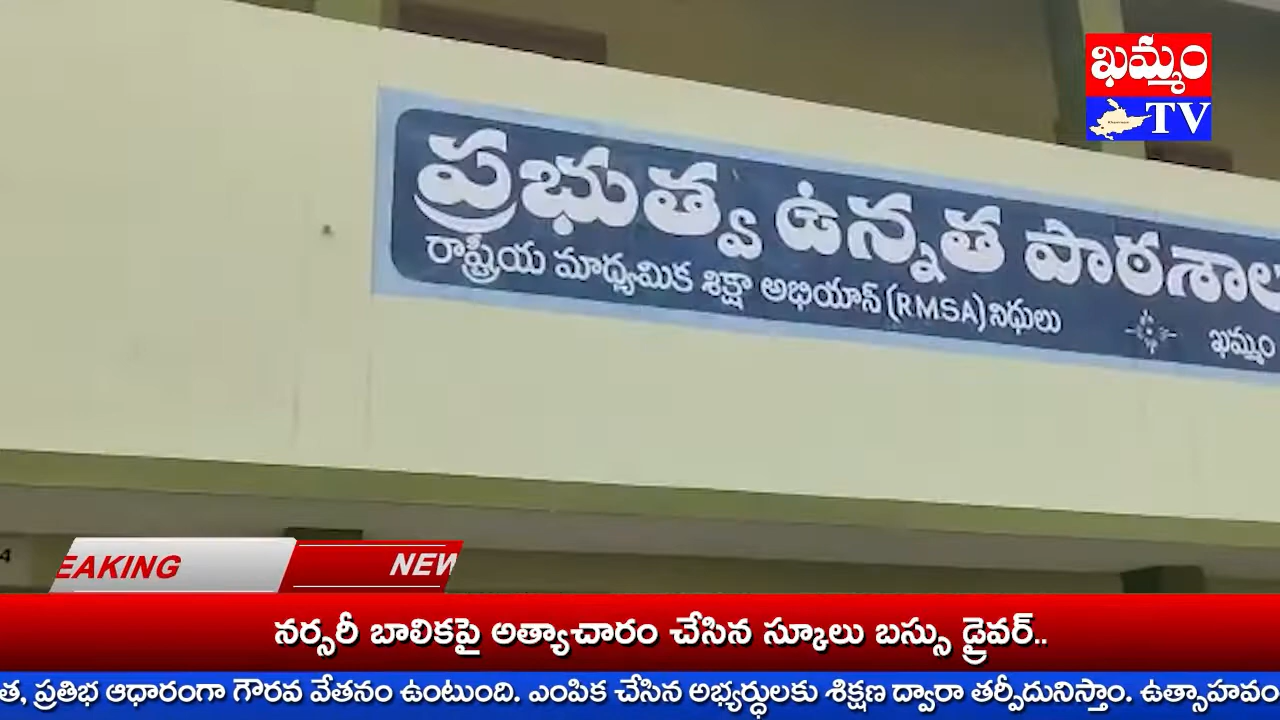 ఖమ్మం
TV
ప్రభుత్వ ఉన్నత పాఠశాల
రాష్ట్రీయ మాధ్యమిక శిక్షా అభియాన్ (RMSA) నిధులు
ఖమ్మం
EAKING NEW
నర్సరీ బాలికపై అత్యాచారం చేసిన స్కూలు బస్సు డ్రైవర్..
త, ప్రతిభ ఆధారంగా గౌరవ వేతనం ఉంటుంది. ఎంపిక చేసిన అభ్యర్ధులకు శిక్షణ ద్వారా తర్ఫీదునిస్తాం. ఉత్సాహవం